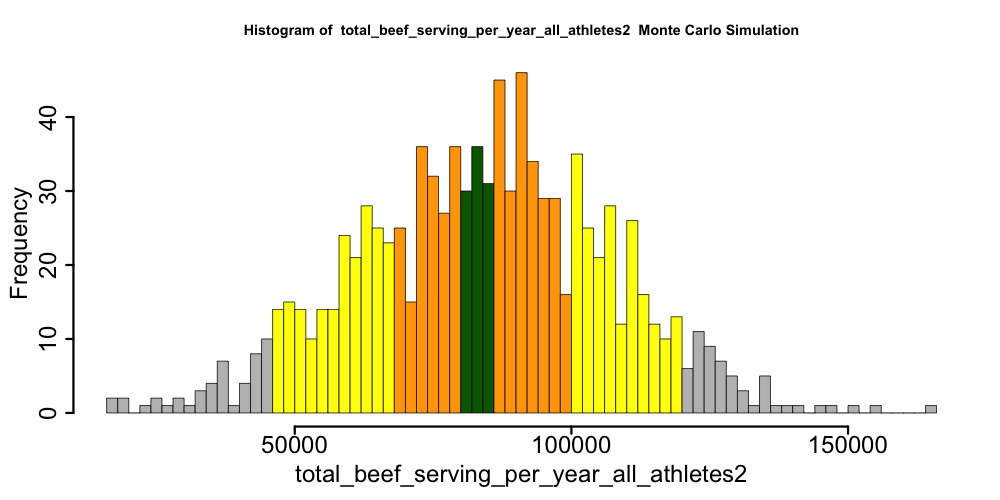 Histogram of  total_beef_serving_per_year_all_athletes2  Monte Carlo Simulation
Frequency
40
30
20
10
0
50000 100000 150000
total_beef_serving_per_year_all_athletes2